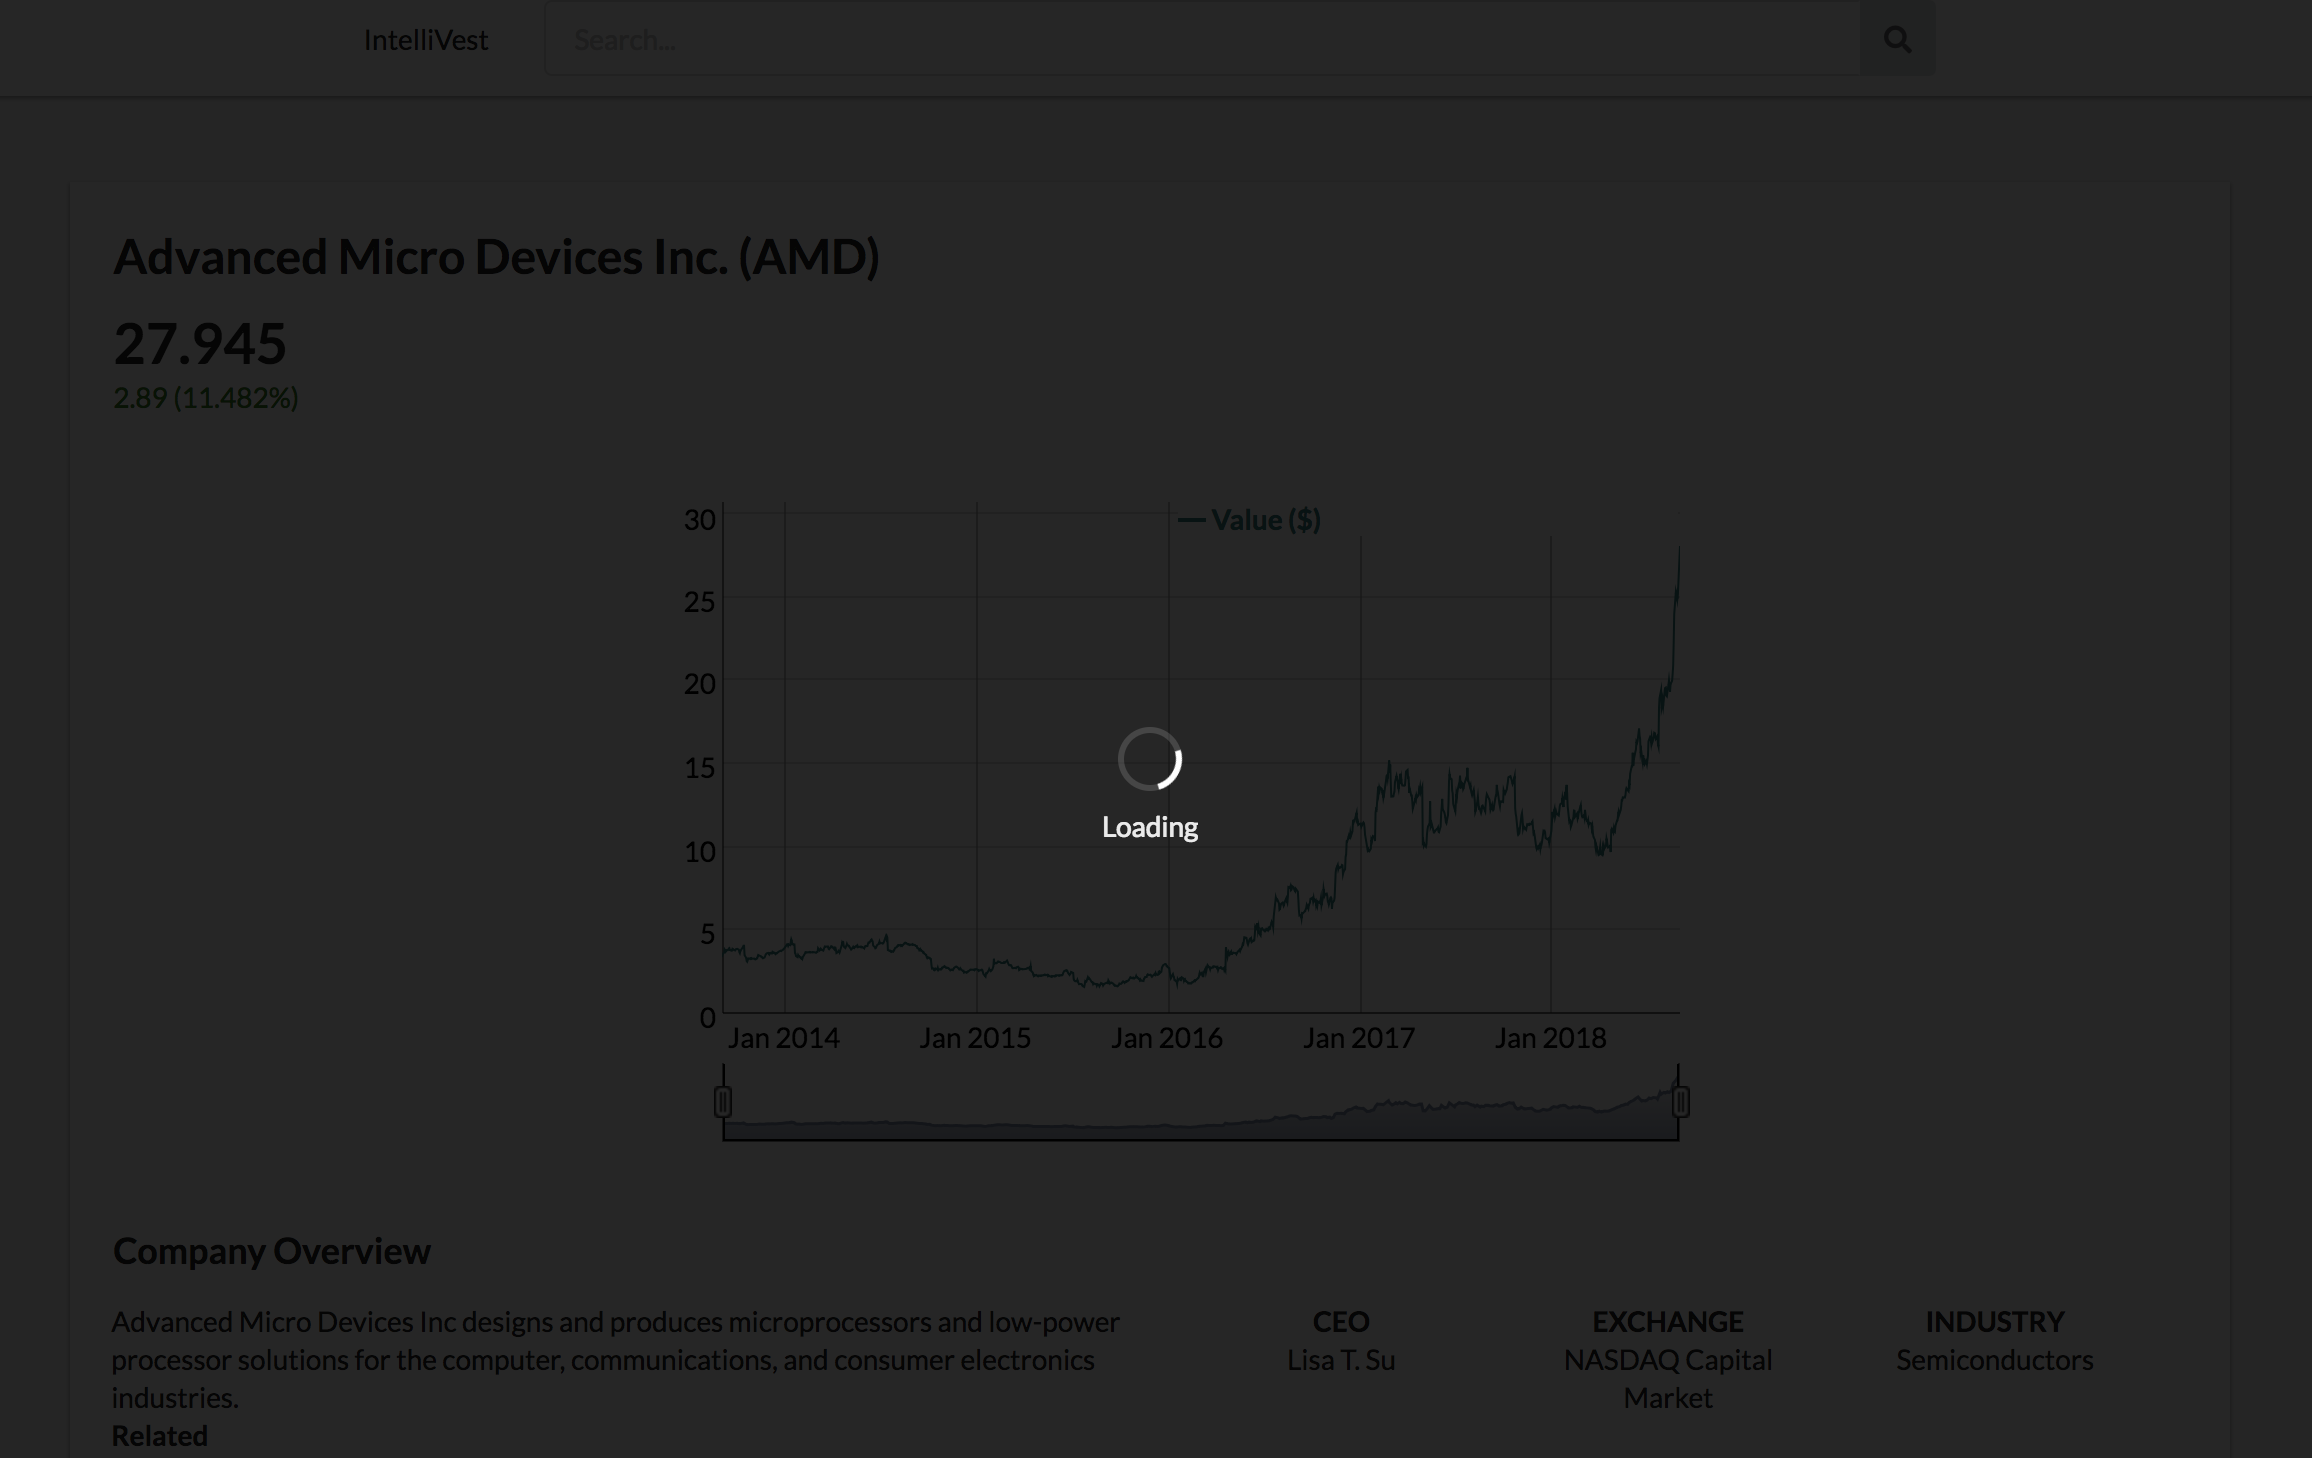 IntelliVest
Search...
Advanced Micro Devices Inc. (AMD)
27.945
2.89 (11.482%)
Value ($)
30
25
20
15
10
5
0
Jan 2014 Jan 2015 Jan 2016 Jan 2017 Jan 2018
Loading
Company Overview
Advanced Micro Devices Inc designs and produces microprocessors and low-power
processor solutions for the computer, communications, and consumer electronics
industries.
Related
CEO
Lisa T. Su
EXCHANGE
NASDAQ Capital
Market
INDUSTRY
Semiconductors